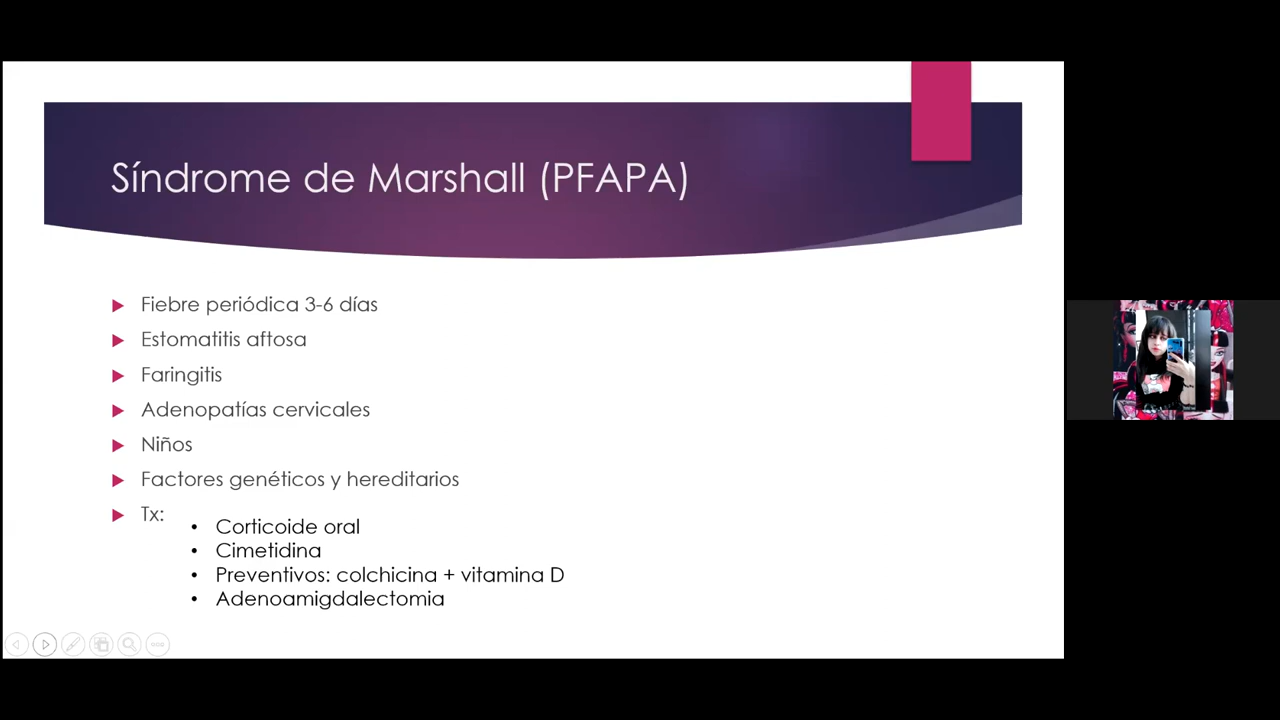 Síndrome de Marshall (PFAPA)
Fiebre periódica 3-6 días
Estomatitis aftosa
Faringitis
Adenopatías cervicales
Niños
Factores genéticos y hereditarios
Tx:
Corticoide oral
Cimetidina
Preventivos: colchicina + vitamina D
Adenoamigdalectomia